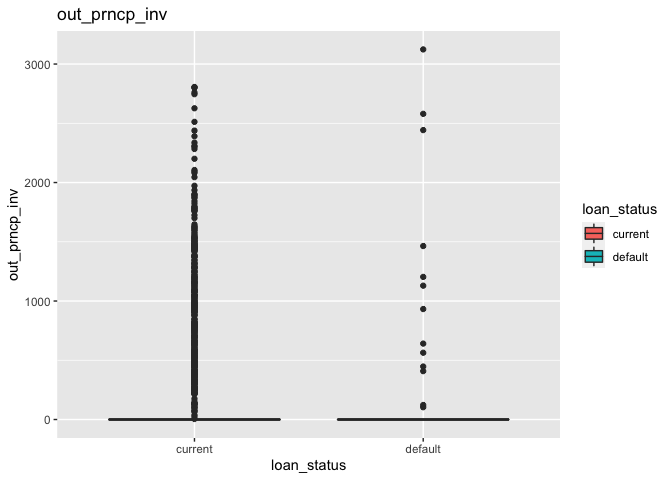 out_prncp_inv
3000
2000
1000
0
out_prncp_inv
current
default
loan_status
loan_status
current
default